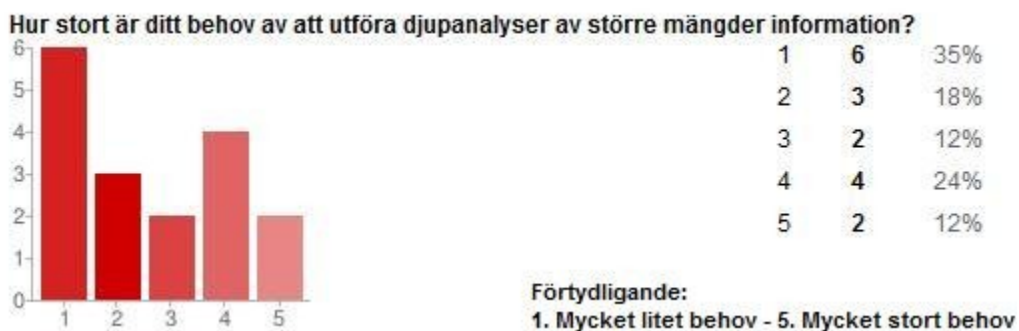 Hur stort är ditt behov av att utföra djupanalyser av större mängder information?
6
5
4
3
2
1
0
1 2 3 4 5
1 6 35%
2 3 18%
3 2 12%
4 4 24%
5 2 12%
Förtydligande:
1. Mycket litet behov - 5. Mycket stort behov